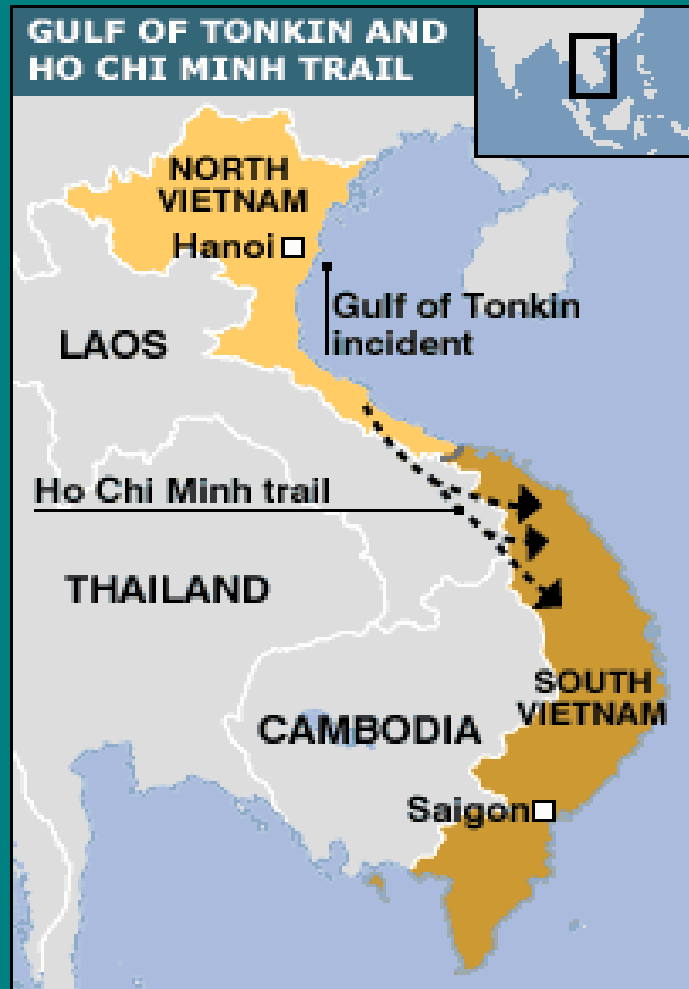 GULF OF TONKIN AND
HO CHI MINH TRAIL
NORTH
VIETNAM
Hanoi
Gulf of Tonkin
incident
LAOS
Ho Chi Minh trail
THAILAND
SOUTH
VIETNAM
CAMBODIA
Saigon